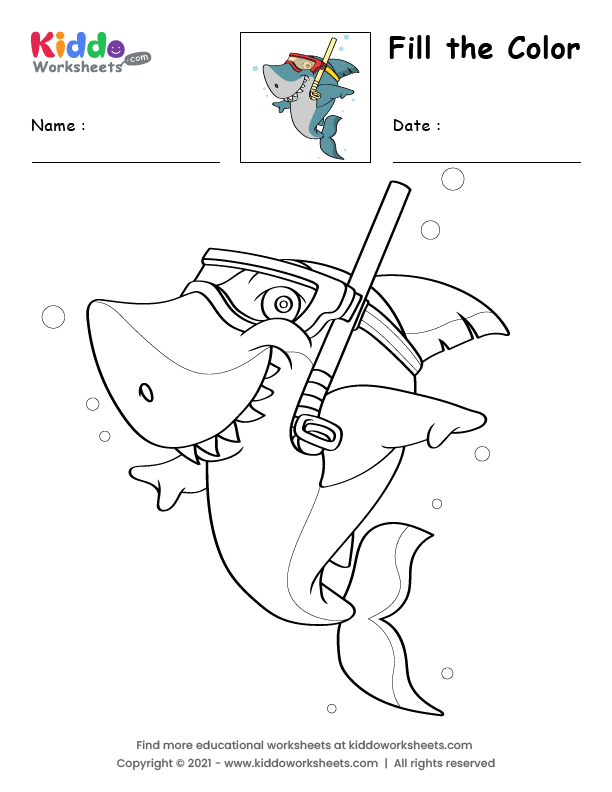 Kiddo
Worksheets.com
Fill the Color
Name :
Date :
Find more educational worksheets at kiddoworksheets.com
Copyright © 2021 - www.kiddoworksheets.com | All rights reserved